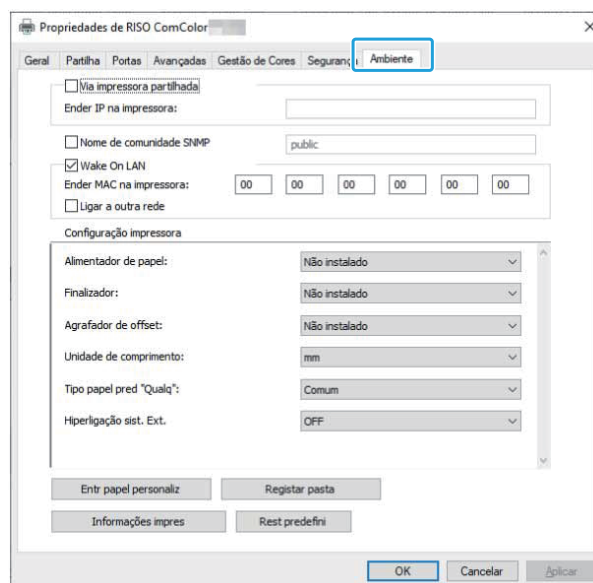 Propriedades de RISO ComColor
Geral Partilha Portas Avançadas Gestão de Cores Segurança Ambiente
Via impressora partilhada
Ender IP na impressora:
Nome de comunidade SNMP public
Wake On LAN
Ender MAC na impressora: 00 00 00 00 00 00
Ligar a outra rede
Configuração impressora
Alimentador de papel: Não instalado
Finalizador: Não instalado
Agrafador de offset: Não instalado
Unidade de comprimento: mm
Tipo papel pred "Qualq": Comum
Hiperligação sist. Ext. OFF
Entr papel personaliz Registar pasta
Informações impres Rest predefini
OK Cancelar Aplicar